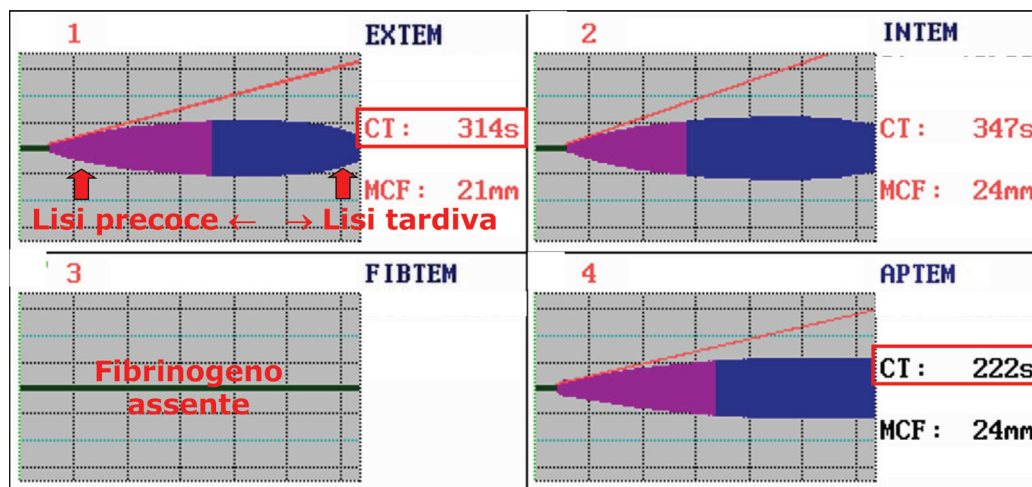 1
EXTEM
CT: 314s
MCF: 21mm
Lisi precoce ← → Lisi tardiva
2
INTEM
CT: 347s
MCF: 24mm
3
FIBTEM
Fibrinogeno
assente
4
APTEM
CT: 222s
MCF: 24mm